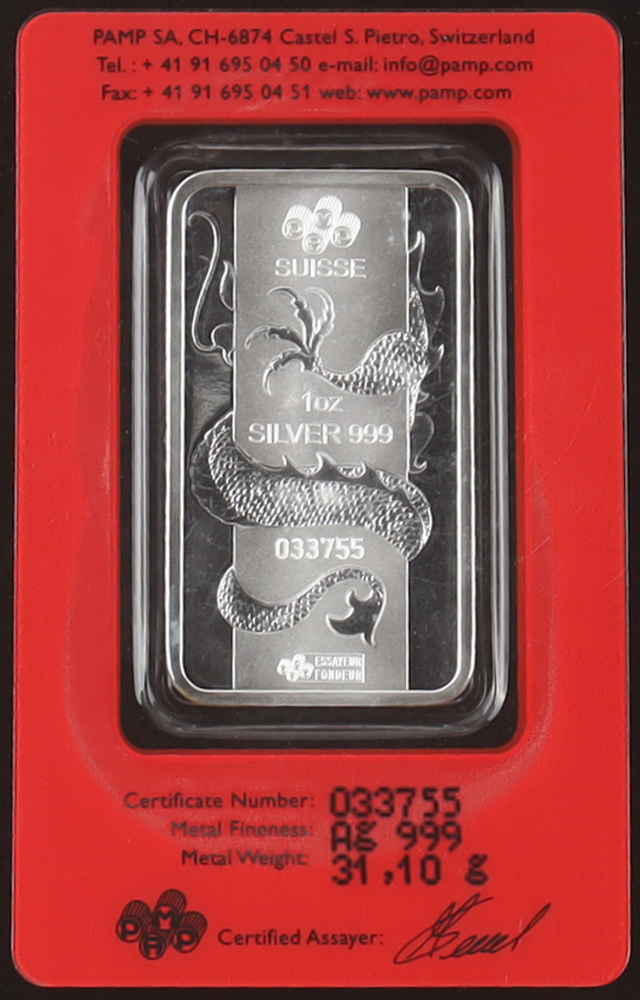 PAMP SA, CH-6874 Castel S. Pietro, Switzerland
Tel. : + 41 91 695 04 50 e-mail: info@pamp.com
Fax: + 41 91 695 04 51 web: www.pamp.com
PAMP
SUISSE
1oz
SILVER 999
033755
PAMP ESSAYEUR
FONDEUR
Certificate Number: 033755
Metal Fineness: Ag 999
Metal Weight: 31,10 g
PAMP Certified Assayer: